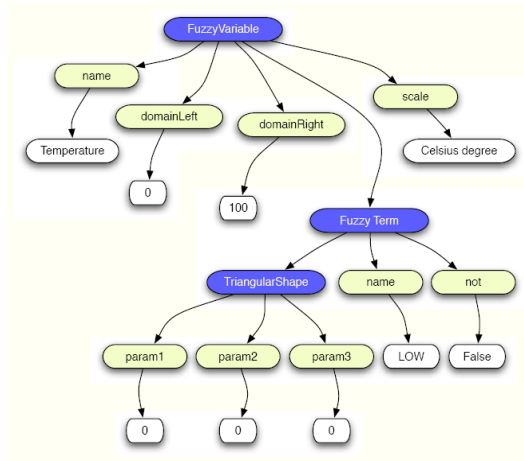 FuzzyVariable
name
scale
domainLeft
domainRight
Temperature
Celsius degree
0
100
Fuzzy Term
TriangularShape
name
not
param1
param2
param3
LOW
False
0
0
0